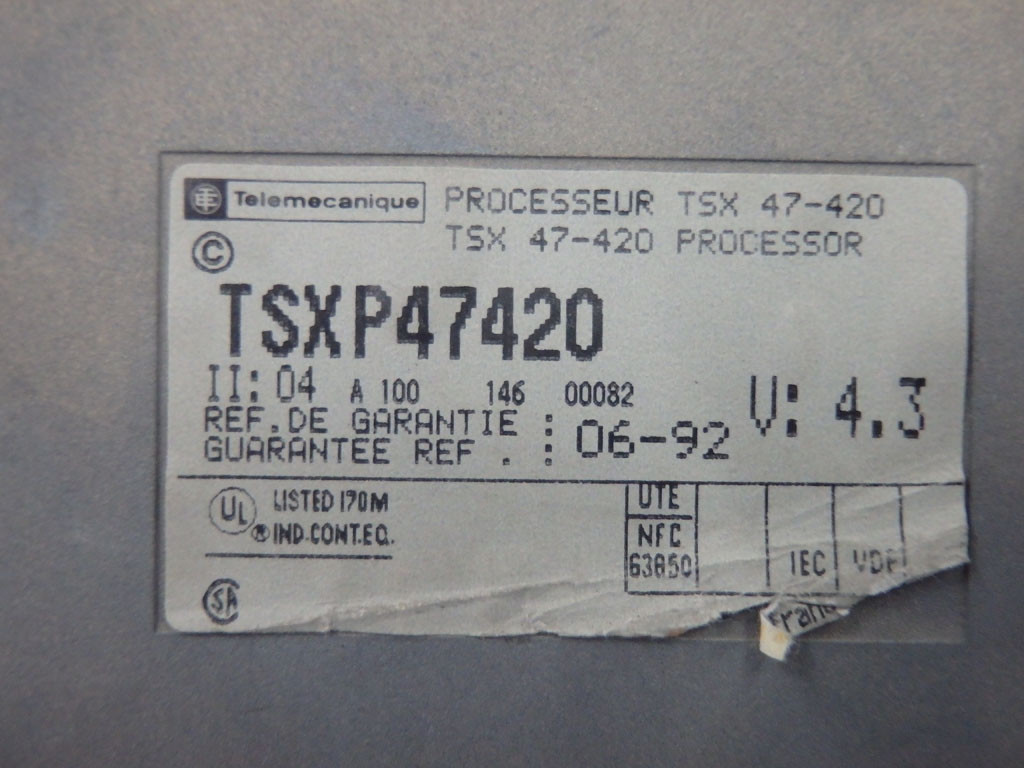 Telemecanique PROCESSEUR TSX 47-420
TSX 47-420 PROCESSOR
©
TSXP47420
II: 04 A 100 146 00082
V: 4.3
REF.DE GARANTIE :
GUARANTEE REF . : 06-92
UL LISTED 170M
® IND.CONT.EQ.
UTE
NFC
63850 IEC VDE
SA